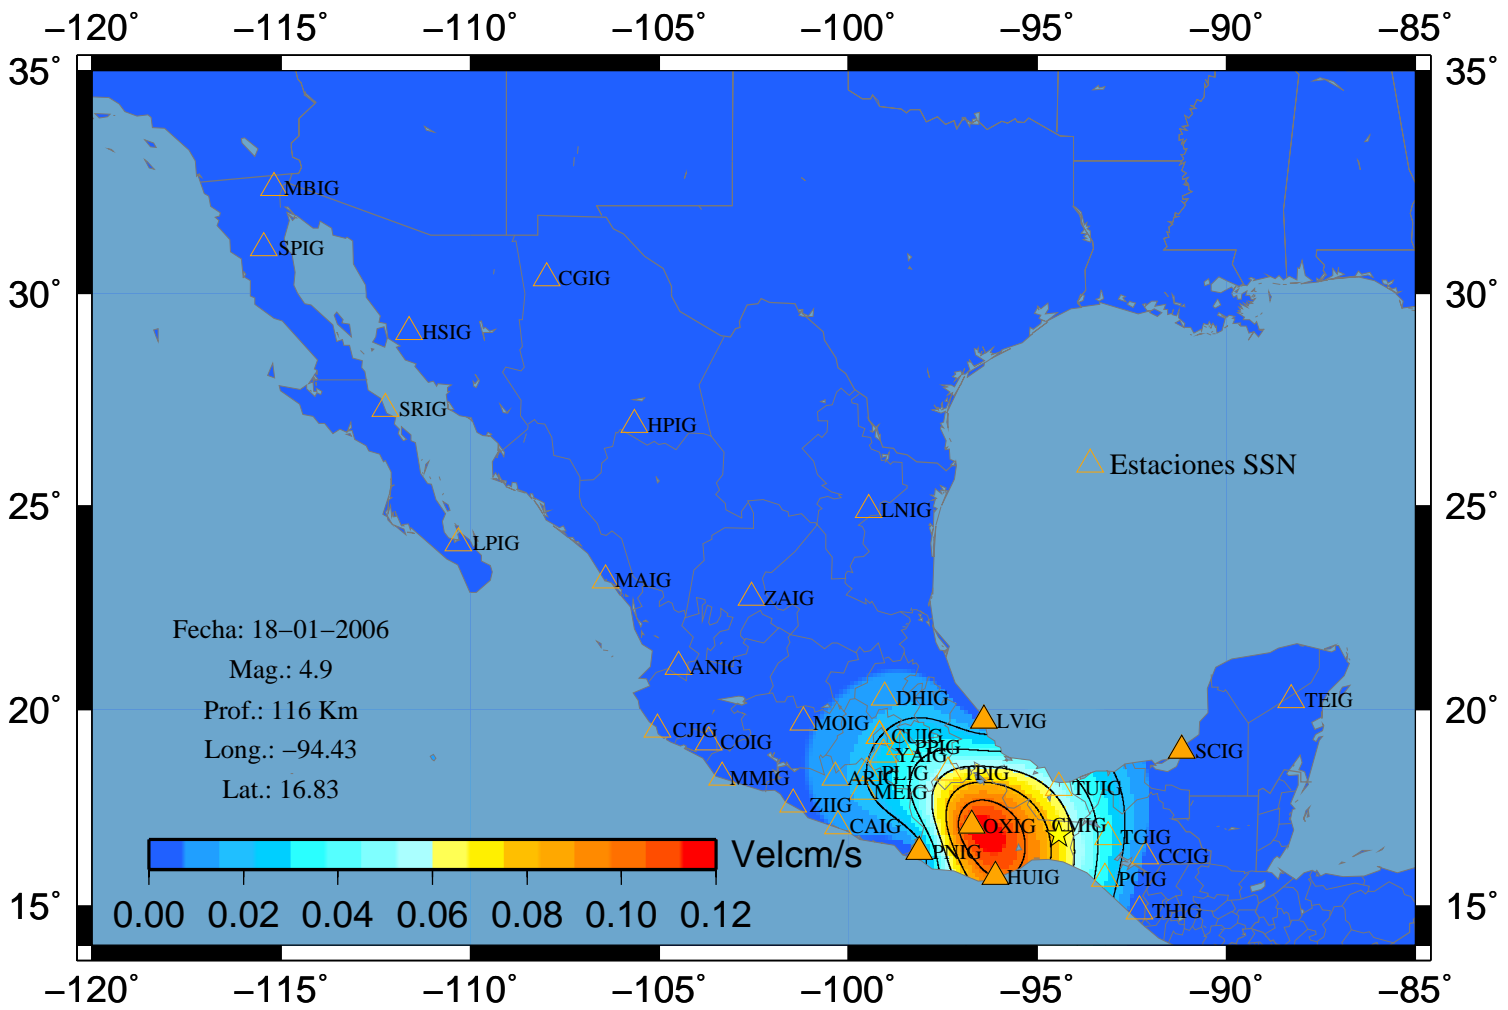 −120˚ −115˚ −110˚ −105˚ −100˚ −95˚ −90˚ −85˚
35˚ 35˚
MBIG
SPIG
CGIG
30˚ 30˚
HSIG
SRIG
HPIG
Estaciones SSN
25˚ LNIG 25˚
LPIG
MAIG
ZAIG
Fecha: 18−01−2006
Mag.: 4.9
ANIG
DHIG
TEIG
20˚ Prof.: 116 Km 20˚
MOIG LVIG
CJIG
CUIG
COIG
PPIG
Long.: −94.43
SCIG
YAIG
PLIG TPIG
MMIG ARIG
Lat.: 16.83
MEIG TUIG
ZIIG
CAIG OXIG CMIG
TGIG
PNIG
Velcm/s
CCIG
HUIG PCIG
15˚ THIG 15˚
0.00 0.02 0.04 0.06 0.08 0.10 0.12
−120˚ −115˚ −110˚ −105˚ −100˚ −95˚ −90˚ −85˚